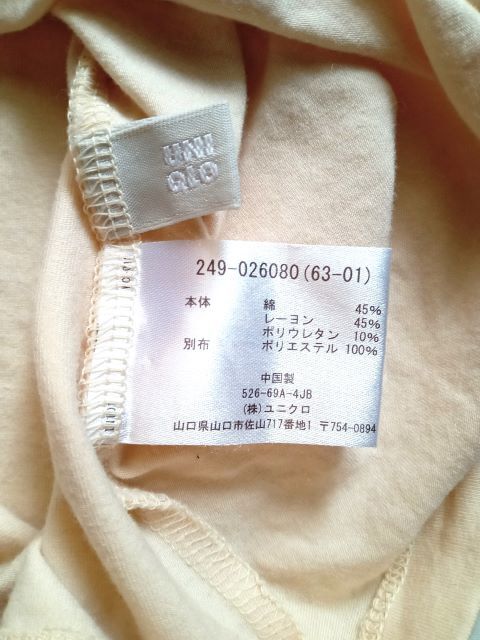 UNI
QLO
249-026080(63-01)
本体 綿 45%
レーヨン 45%
ポリウレタン 10%
別布 ポリエステル 100%
中国製
526-69A-4JB
(株)ユニクロ
山口県山口市佐山717番地1 〒754-0894